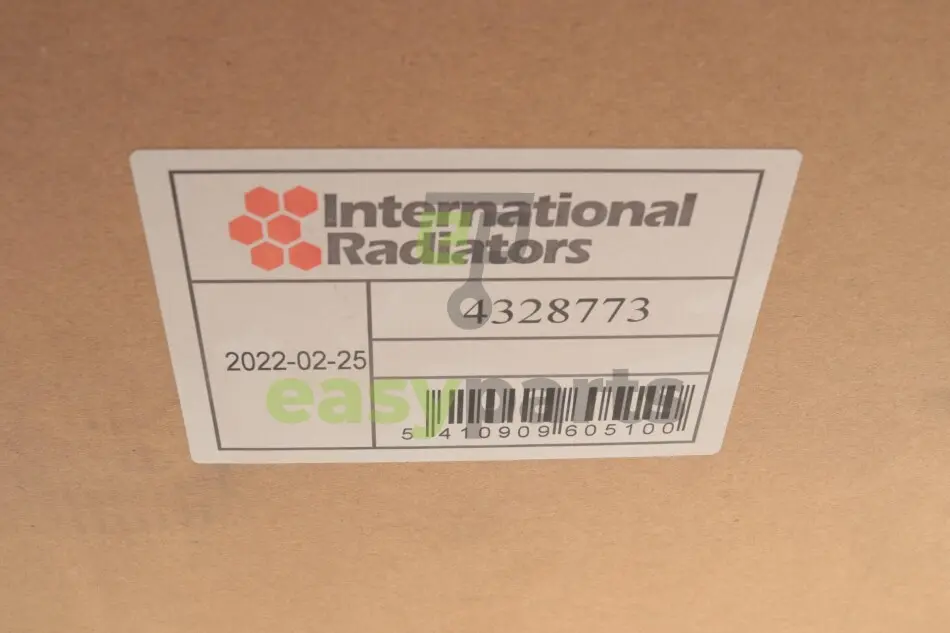 International
Radiators
4328773
2022-02-25
easyparts
5 410909 605100